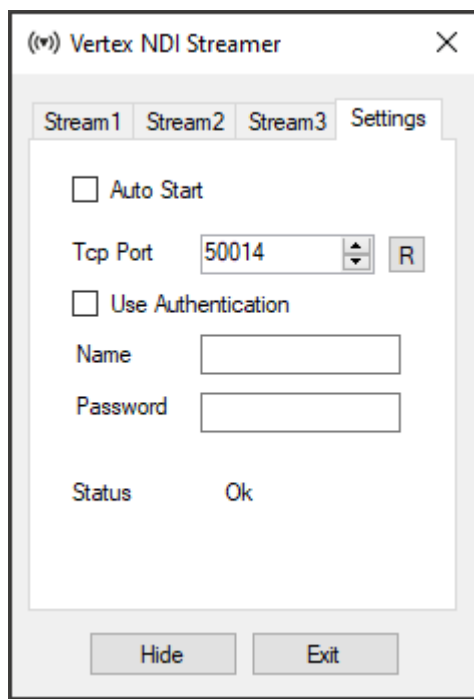 Vertex NDI Streamer
Stream1 Stream2 Stream3 Settings
Auto Start
Tcp Port 50014 R
Use Authentication
Name
Password
Status Ok
Hide Exit